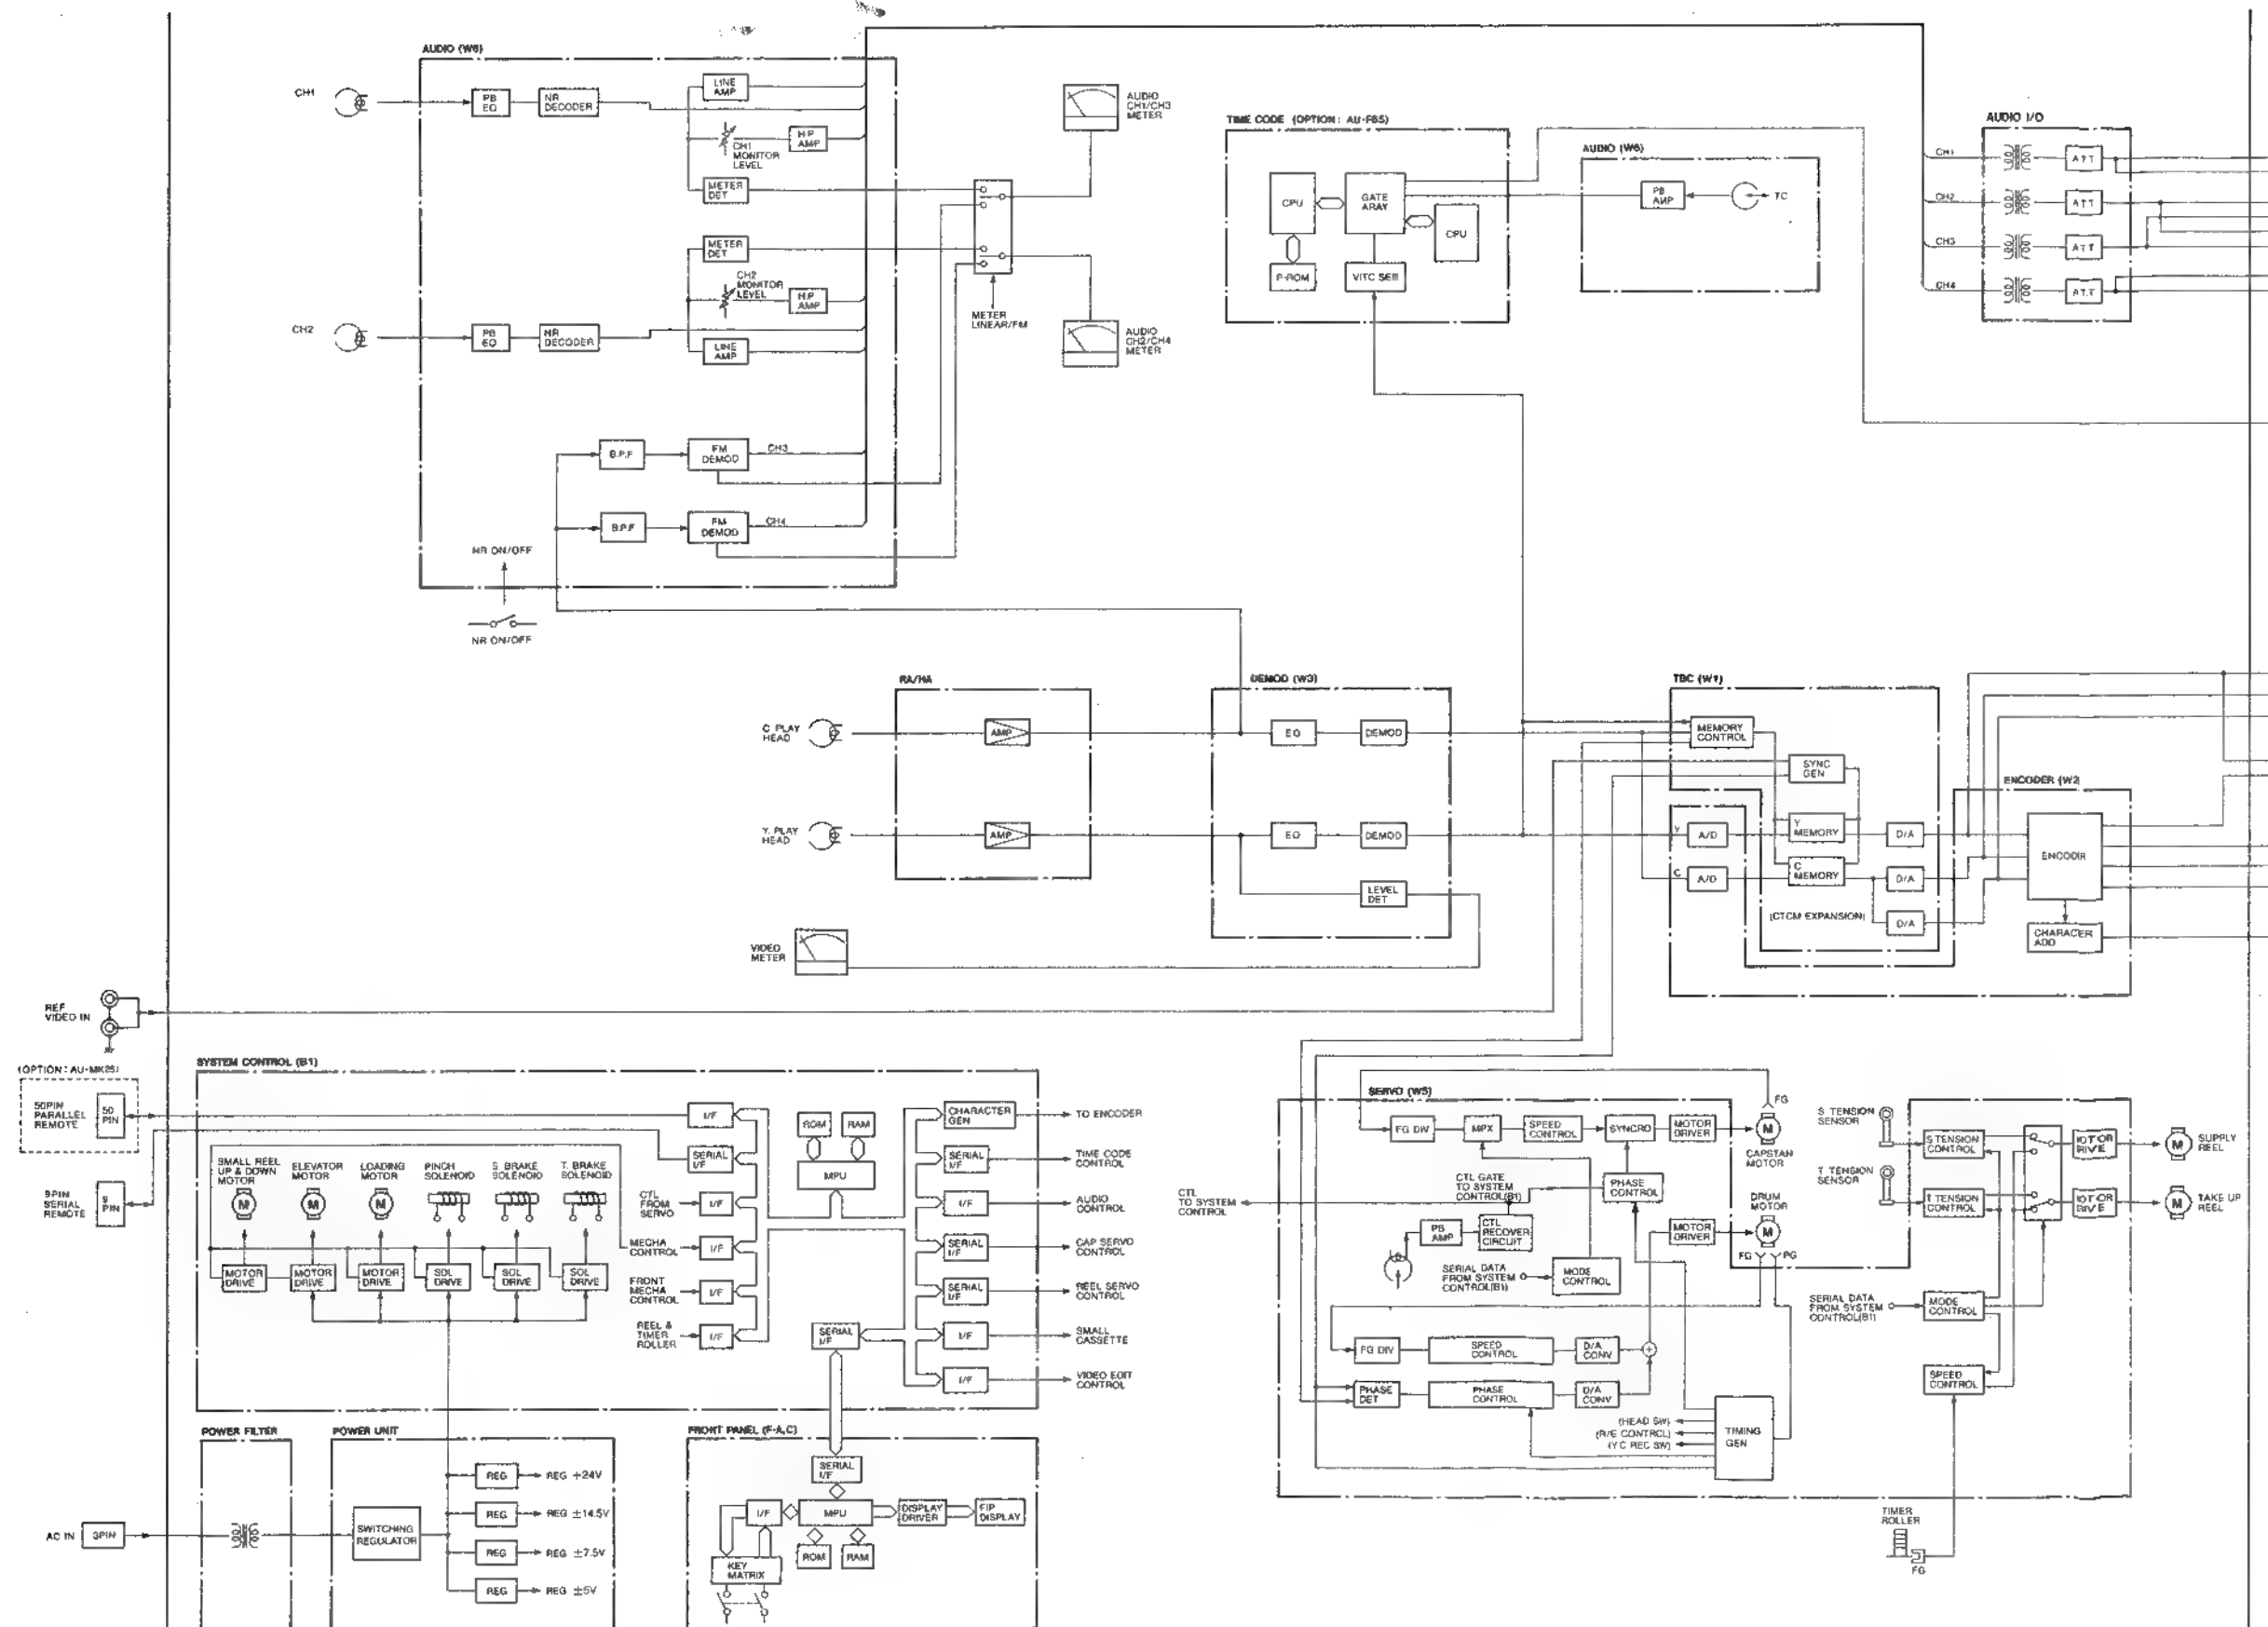 AUDIO (W6)
CH1
PB
EQ
NR
DECODER
LINE
AMP
CH1
MONITOR
LEVEL
H.P
AMP
METER
DET
METER
DET
CH2
MONITOR
LEVEL
H.P
AMP
CH2
PB
EQ
NR
DECODER
LINE
AMP
B.P.F
FM
DEMOD
CH3
B.P.F
FM
DEMOD
CH4
NR ON/OFF
NR ON/OFF
METER
LINEAR/FM
AUDIO
CH1/CH3
METER
AUDIO
CH2/CH4
METER
TIME CODE (OPTION: AU-F65)
CPU
GATE
ARAY
CPU
P-ROM
VITC SEIII
AUDIO (W6)
PB
AMP
TC
AUDIO I/O
CH1
ATT
CH2
ATT
CH3
ATT
CH4
ATT
RA/HA
C PLAY
HEAD
AMP
Y. PLAY
HEAD
AMP
DEMOD (W3)
EQ
DEMOD
EQ
DEMOD
LEVEL
DET
VIDEO
METER
TBC (W1)
MEMORY
CONTROL
SYNC
GEN
Y
A/D
Y
MEMORY
D/A
C
A/D
C
MEMORY
D/A
(CTCM EXPANSION)
D/A
ENCODER (W2)
ENCODIR
CHARACER
ADD
REF
VIDEO IN
(OPTION: AU-MK25)
50PIN
PARALLEL
REMOTE
50
PIN
9-PIN
SERIAL
REMOTE
9
PIN
SYSTEM CONTROL (B1)
SMALL REEL
UP & DOWN
MOTOR
M
ELEVATOR
MOTOR
M
LOADING
MOTOR
M
PINCH
SOLENOID
S. BRAKE
SOLENOID
T. BRAKE
SOLENOID
MOTOR
DRIVE
MOTOR
DRIVE
MOTOR
DRIVE
SOL
DRIVE
SOL
DRIVE
SOL
DRIVE
I/F
SERIAL
I/F
CTL
FROM
SERVO
I/F
MECHA
CONTROL
I/F
FRONT
MECHA
CONTROL
I/F
REEL &
TIMER
ROLLER
I/F
ROM
RAM
MPU
SERIAL
I/F
CHARACTER
GEN
TO ENCODER
SERIAL
I/F
TIME CODE
CONTROL
I/F
AUDIO
CONTROL
SERIAL
I/F
CAP SERVO
CONTROL
SERIAL
I/F
REEL SERVO
CONTROL
I/F
SMALL
CASSETTE
I/F
VIDEO EDIT
CONTROL
SERVO (W5)
FG DIV
MPX
SPEED
CONTROL
SYNCRO
MOTOR
DRIVER
FG
M
CAPSTAN
MOTOR
CTL
TO SYSTEM
CONTROL
CTL GATE
TO SYSTEM
CONTROL(B1)
PHASE
CONTROL
PB
AMP
CTL
RECOVER
CIRCUIT
MOTOR
DRIVER
DRUM
MOTOR
M
FG
PG
SERIAL DATA
FROM SYSTEM
CONTROL(B1)
MODE
CONTROL
FG DIV
SPEED
CONTROL
D/A
CONV
PHASE
DET
PHASE
CONTROL
D/A
CONV
(HEAD SW)
(R/E CONTROL)
(YC REC SW)
TIMING
GEN
S TENSION
SENSOR
S TENSION
CONTROL
M
SUPPLY
REEL
T TENSION
SENSOR
T TENSION
CONTROL
M
TAKE UP
REEL
SERIAL DATA
FROM SYSTEM
CONTROL(B1)
MODE
CONTROL
SPEED
CONTROL
TIMER
ROLLER
FG
POWER FILTER
AC IN
3PIN
POWER UNIT
SWITCHING
REGULATOR
REG
REG +24V
REG
REG ±14.5V
REG
REG ±7.5V
REG
REG ±5V
FRONT PANEL (F-A,C)
SERIAL
I/F
I/F
MPU
DISPLAY
DRIVER
FIP
DISPLAY
ROM
RAM
KEY
MATRIX